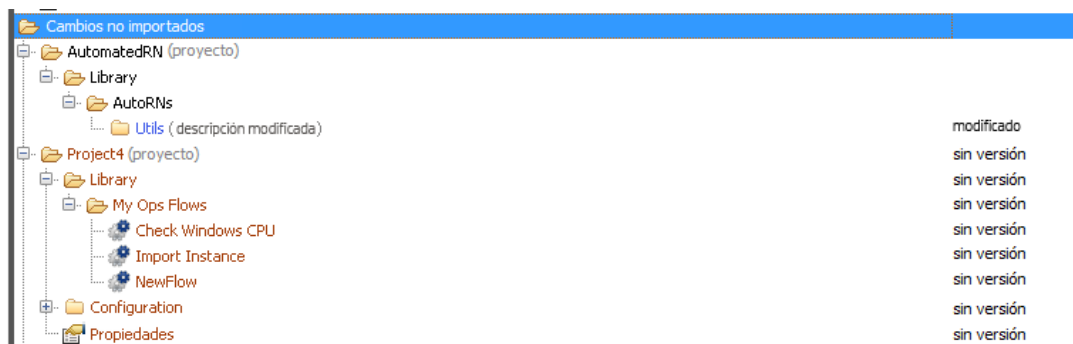 Cambios no importados
AutomatedRN (proyecto)
Library
AutoRNs
Utils ( descripción modificada) modificado
Project4 (proyecto) sin versión
Library sin versión
My Ops Flows sin versión
Check Windows CPU sin versión
Import Instance sin versión
NewFlow sin versión
Configuration sin versión
Propiedades sin versión